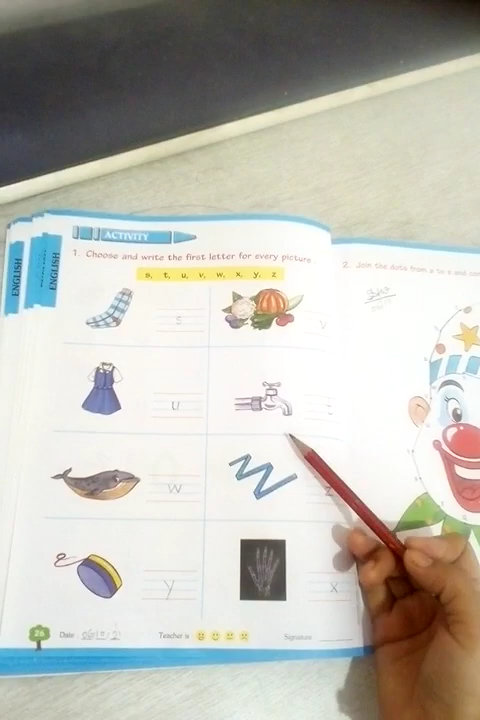 ENGLISH
ENGLISH
ACTIVITY
1. Choose and write the first letter for every picture
s, t, u, v, w, x, y, z
s
v
u
w
z
y
x
26
Date
Teacher is
Signature
2. Join the dots from a to z and